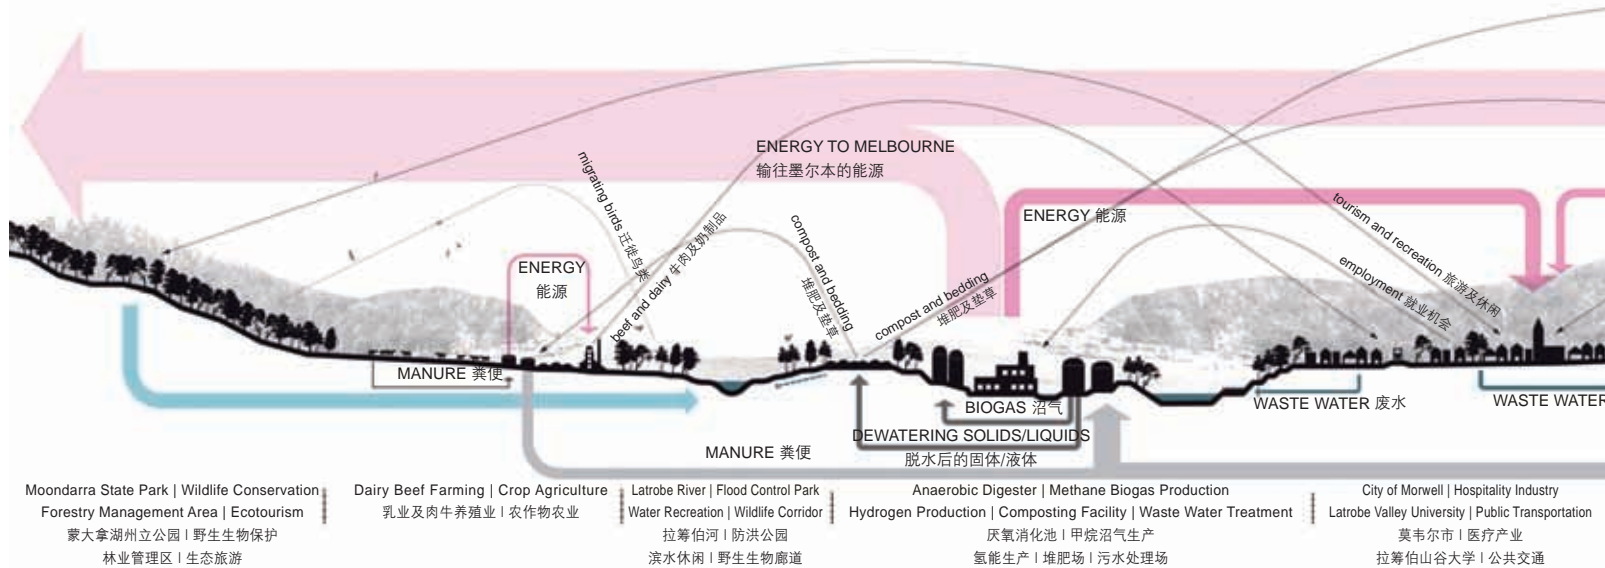 ENERGY TO MELBOURNE
输往墨尔本的能源
migrating birds 迁徙鸟类
beef and dairy 牛肉及奶制品
compost and bedding
堆肥及垫草
compost and bedding
堆肥及垫草
ENERGY 能源
tourism and recreation 旅游及休闲
employment 就业机会
ENERGY
能源
MANURE 粪便
BIOGAS 沼气
WASTE WATER 废水
WASTE WATER
DEWATERING SOLIDS/LIQUIDS
脱水后的固体/液体
MANURE 粪便
Moondarra State Park | Wildlife Conservation
Forestry Management Area | Ecotourism
蒙大拿湖州立公园 | 野生生物保护
林业管理区 | 生态旅游
Dairy Beef Farming | Crop Agriculture
乳业及肉牛养殖业 | 农作物农业
Latrobe River | Flood Control Park
Water Recreation | Wildlife Corridor
拉筹伯河 | 防洪公园
滨水休闲 | 野生生物廊道
Anaerobic Digester | Methane Biogas Production
Hydrogen Production | Composting Facility | Waste Water Treatment
厌氧消化池 | 甲烷沼气生产
氢能生产 | 堆肥场 | 污水处理场
City of Morwell | Hospitality Industry
Latrobe Valley University | Public Transportation
莫韦尔市 | 医疗产业
拉筹伯山谷大学 | 公共交通